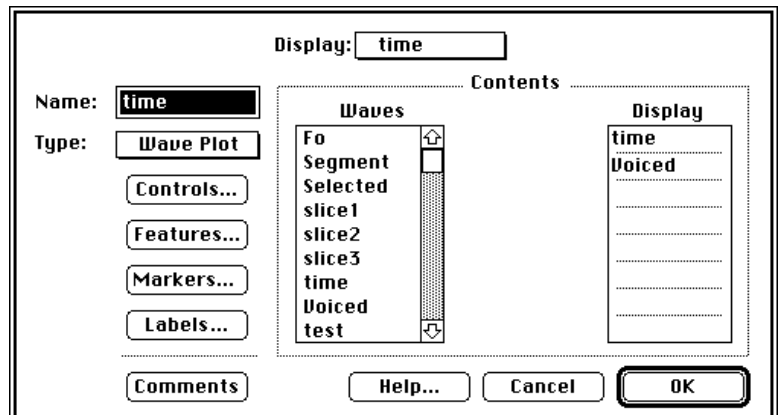 Display: time
Contents
Name: time
Type: Wave Plot
Controls...
Features...
Markers...
Labels...
Comments
Waves
Fo
Segment
Selected
slice1
slice2
slice3
time
Voiced
test
Display
time
Voiced
Help...
Cancel
OK